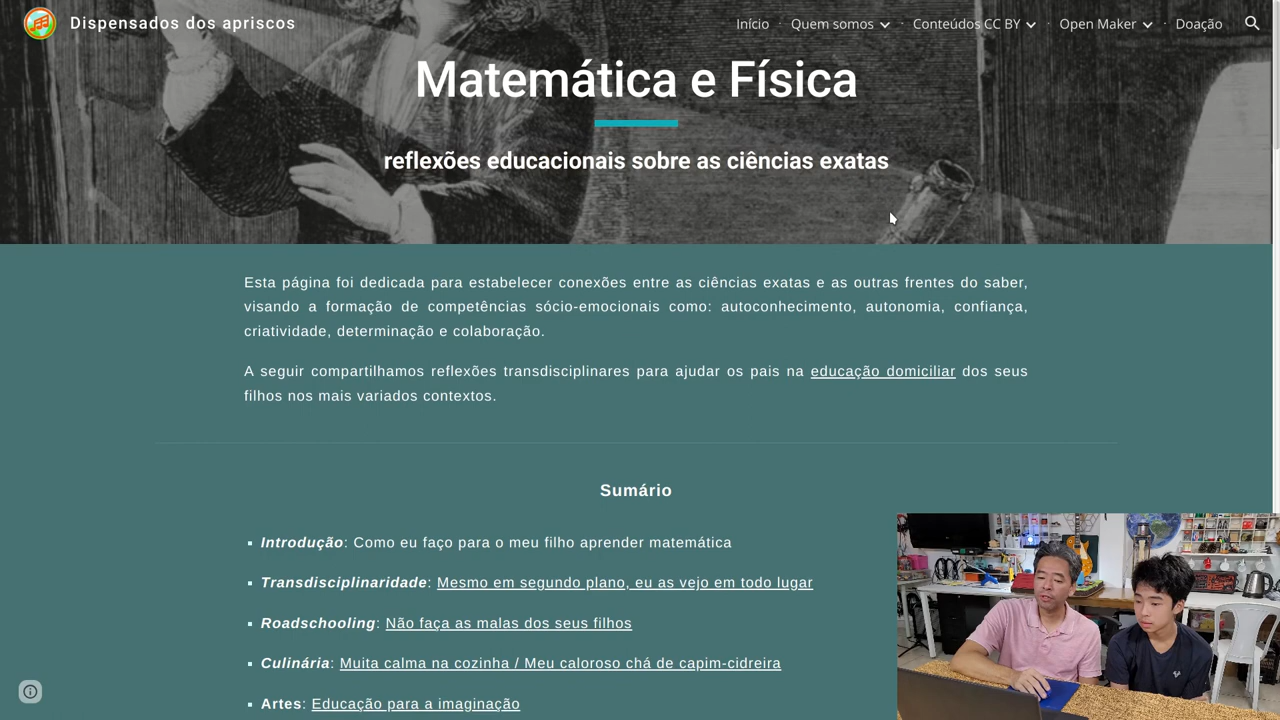 Dispensados dos apriscos
Início · Quem somos · Conteúdos CC BY · Open Maker · Doação
Matemática e Física
reflexões educacionais sobre as ciências exatas
Esta página foi dedicada para estabelecer conexões entre as ciências exatas e as outras frentes do saber,
visando a formação de competências sócio-emocionais como: autoconhecimento, autonomia, confiança,
criatividade, determinação e colaboração.
A seguir compartilhamos reflexões transdisciplinares para ajudar os pais na educação domiciliar dos seus
filhos nos mais variados contextos.
Sumário
Introdução: Como eu faço para o meu filho aprender matemática
Transdisciplinaridade: Mesmo em segundo plano, eu as vejo em todo lugar
Roadschooling: Não faça as malas dos seus filhos
Culinária: Muita calma na cozinha / Meu caloroso chá de capim-cidreira
Artes: Educação para a imaginação